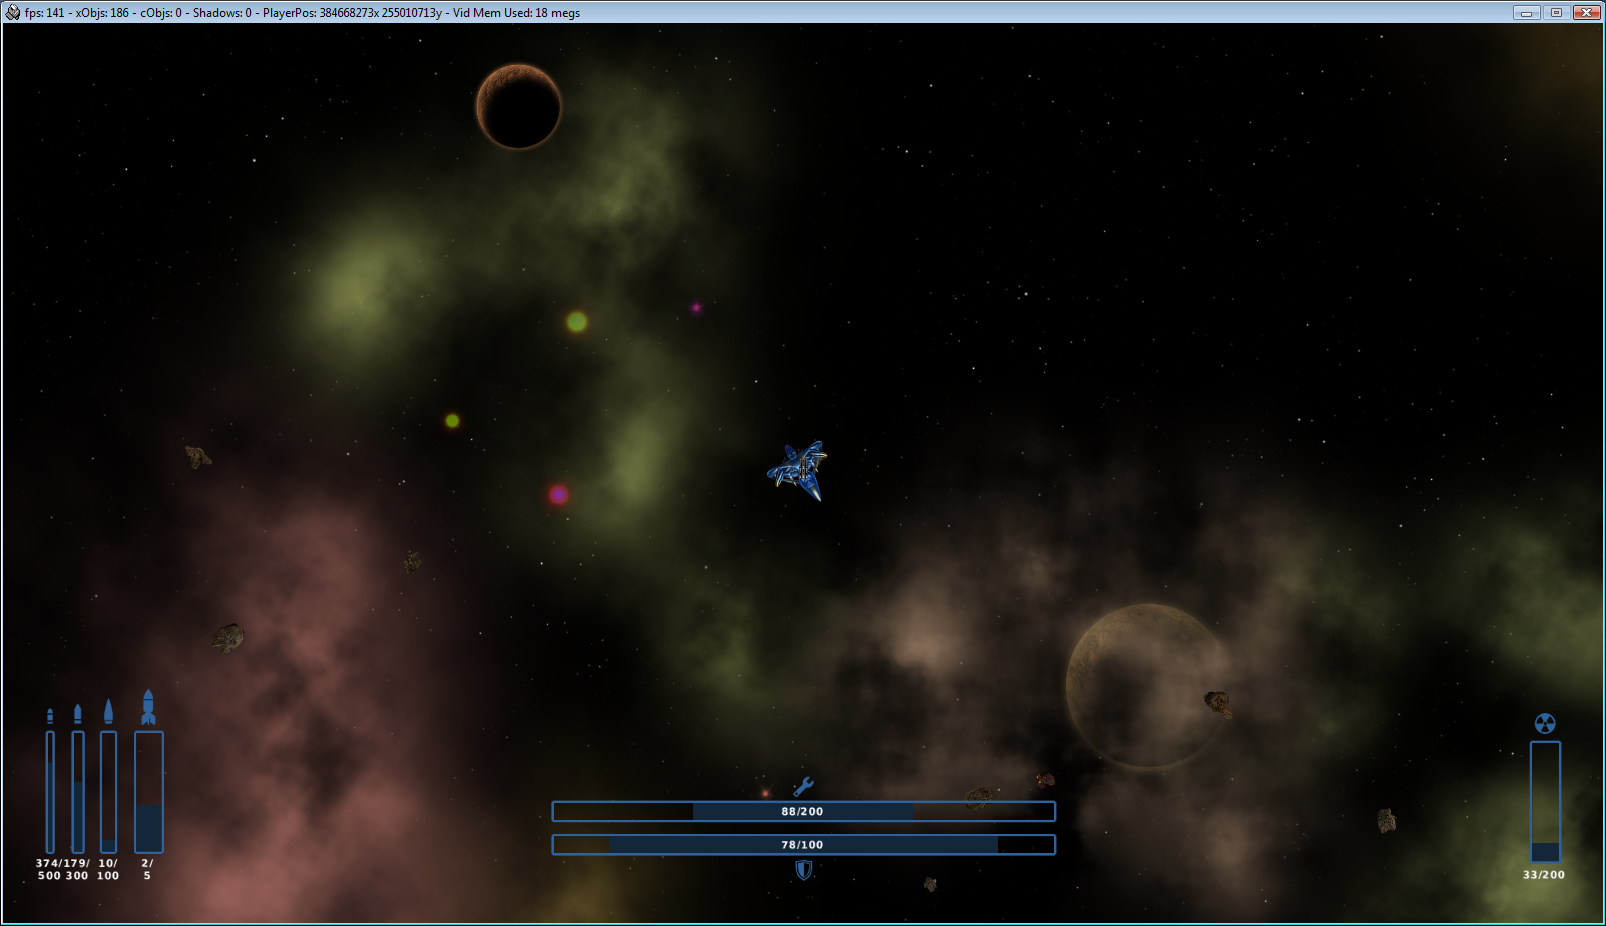 fps: 141 - xObjs: 186 - cObjs: 0 - Shadows: 0 - PlayerPos: 384668273x 255010713y - Vid Mem Used: 18 megs
88/200
78/100
374/179/ 10/ 2/
500 300 100 5
33/200